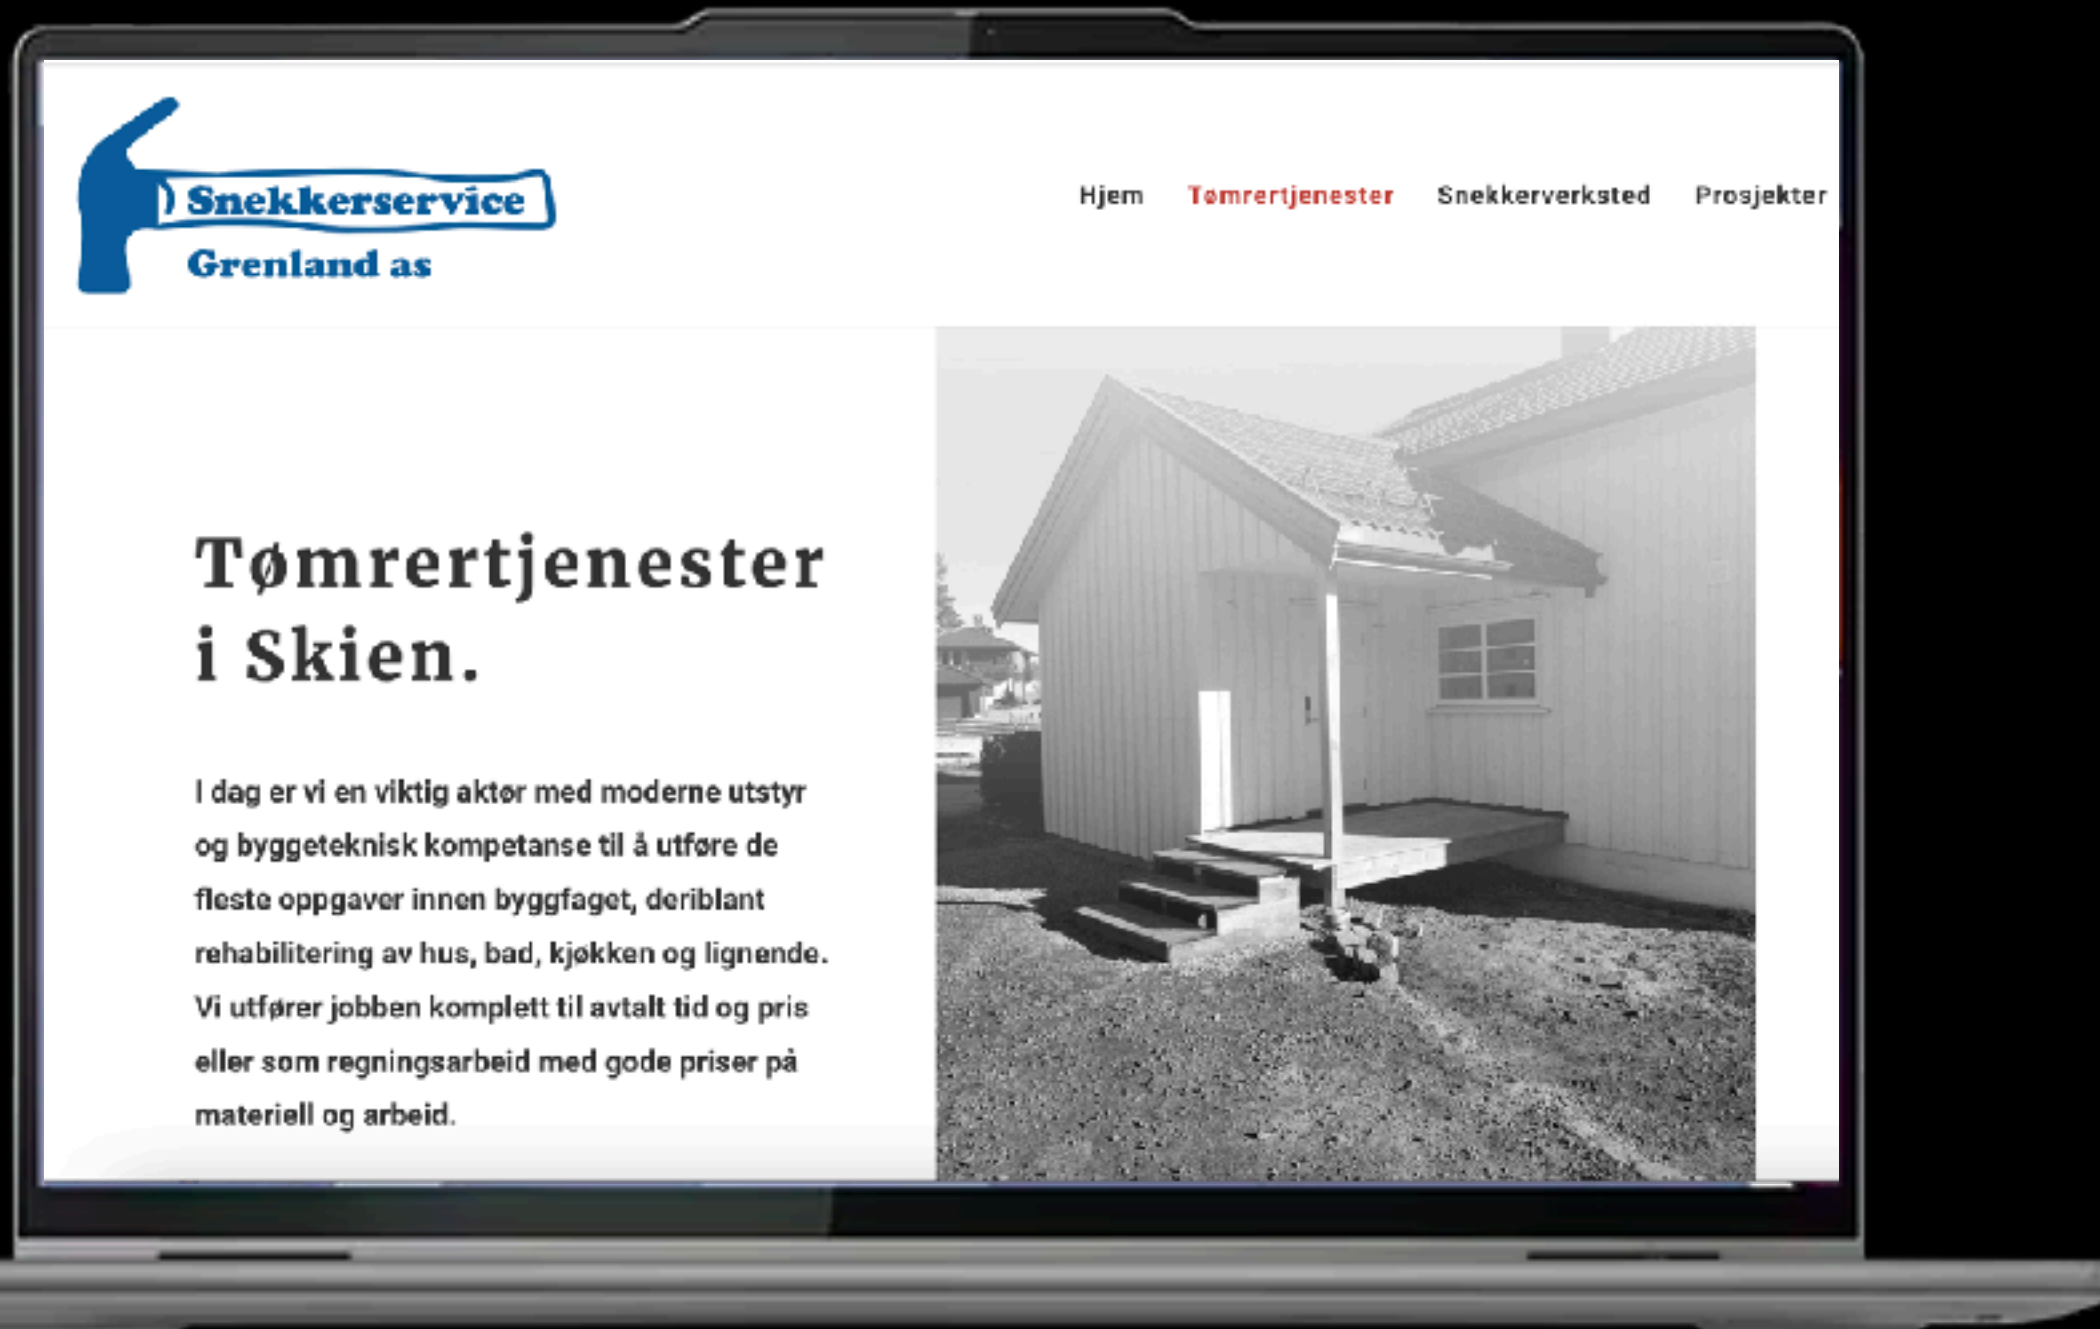 Snekkerservice
Grenland as
Hjem Tømrertjenester Snekkerverksted Prosjekter
Tømrertjenester
i Skien.
I dag er vi en viktig aktør med moderne utstyr
og byggeteknisk kompetanse til å utføre de
fleste oppgaver innen byggfaget, deriblant
rehabilitering av hus, bad, kjøkken og lignende.
Vi utfører jobben komplett til avtalt tid og pris
eller som regningsarbeid med gode priser på
materiell og arbeid.